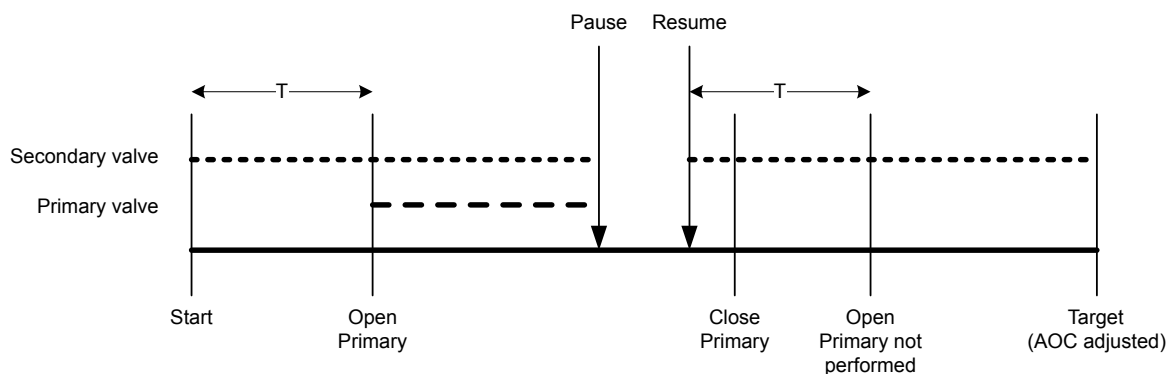 Pause
Resume
T
T
Secondary valve
Primary valve
Start
Open
Primary
Close
Primary
Open
Primary not
performed
Target
(AOC adjusted)